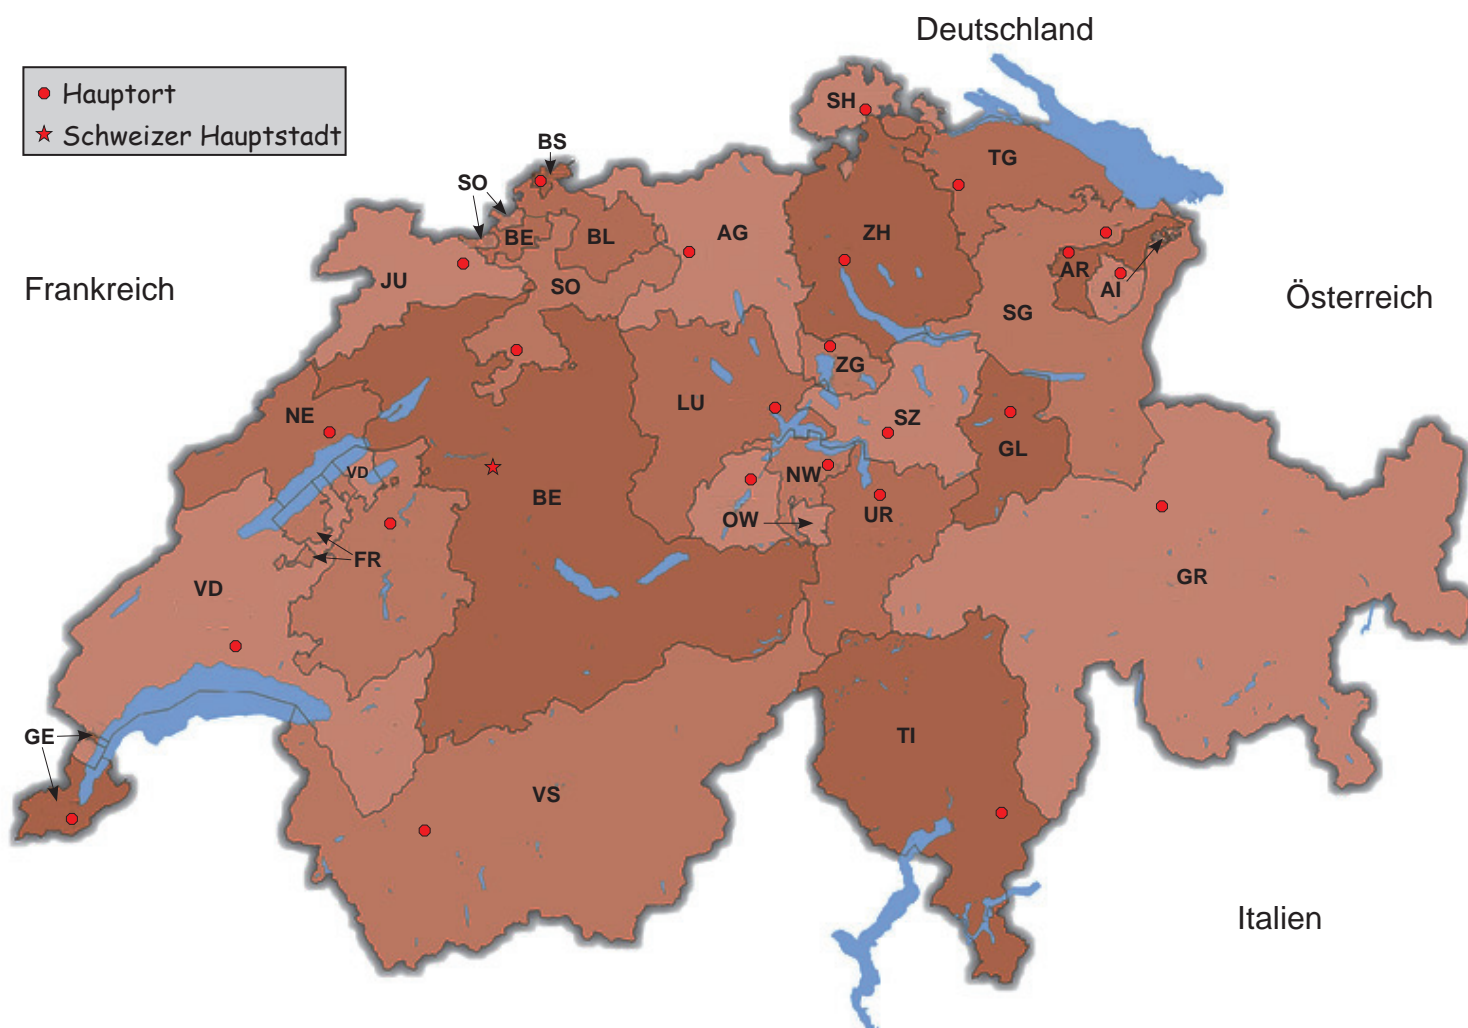 Deutschland
Hauptort
Schweizer Hauptstadt
SH
BS
TG
SO
BE
BL
AG
ZH
JU
SO
AR
AI
Frankreich
Österreich
SG
ZG
NE
LU
SZ
GL
VD
NW
BE
OW
UR
FR
VD
GR
GE
TI
VS
Italien